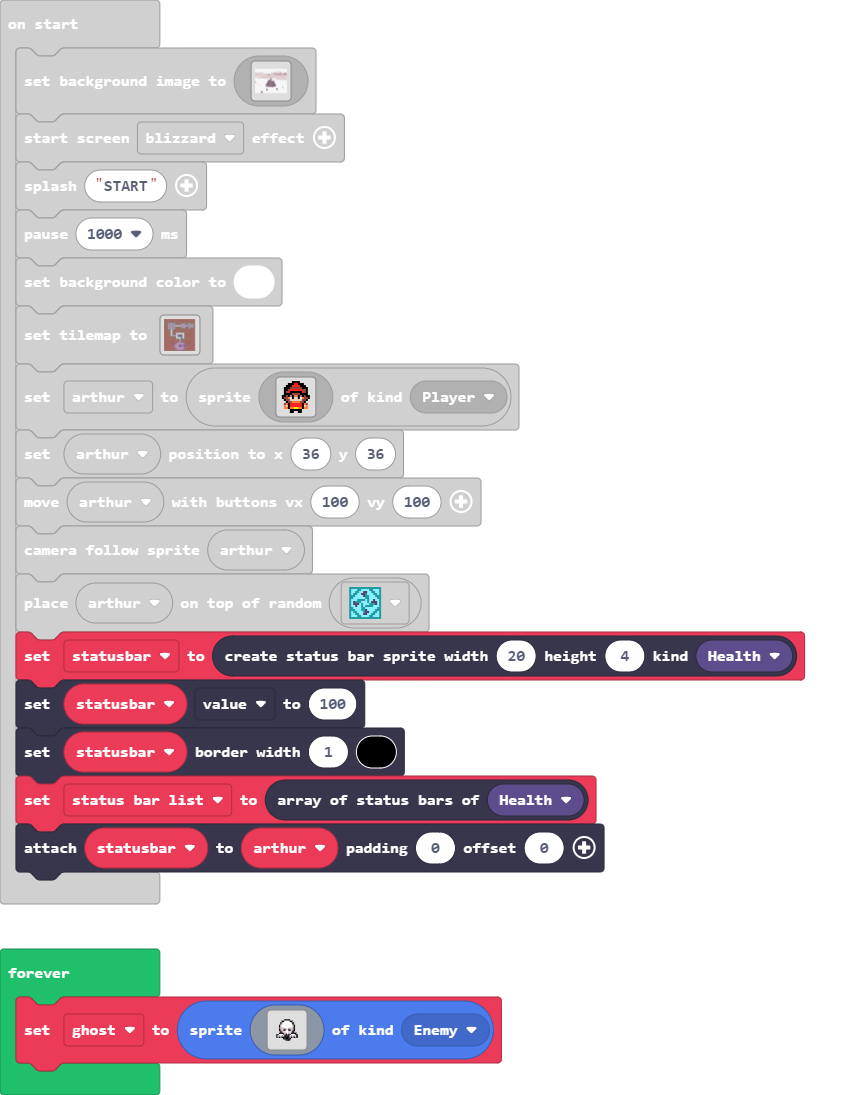 on start
set background image to
start screen blizzard effect
splash "START"
pause 1000 ms
set background color to
set tilemap to
set arthur to sprite of kind Player
set arthur position to x 36 y 36
move arthur with buttons vx 100 vy 100
camera follow sprite arthur
place arthur on top of random
set statusbar to create status bar sprite width 20 height 4 kind Health
set statusbar value to 100
set statusbar border width 1
set status bar list to array of status bars of Health
attach statusbar to arthur padding 0 offset 0
forever
set ghost to sprite of kind Enemy